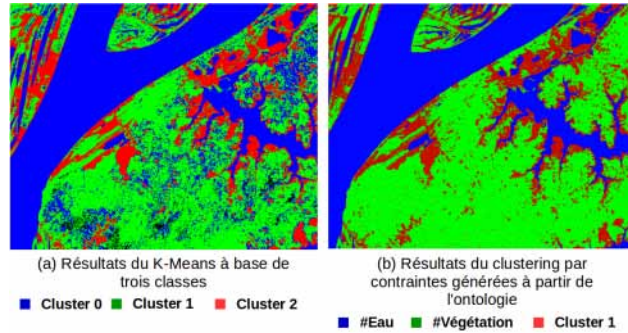 (a) Résultats du K-Means à base de
trois classes
Cluster 0 Cluster 1 Cluster 2
(b) Résultats du clustering par
contraintes générées à partir de
l'ontologie
#Eau #Végétation Cluster 1